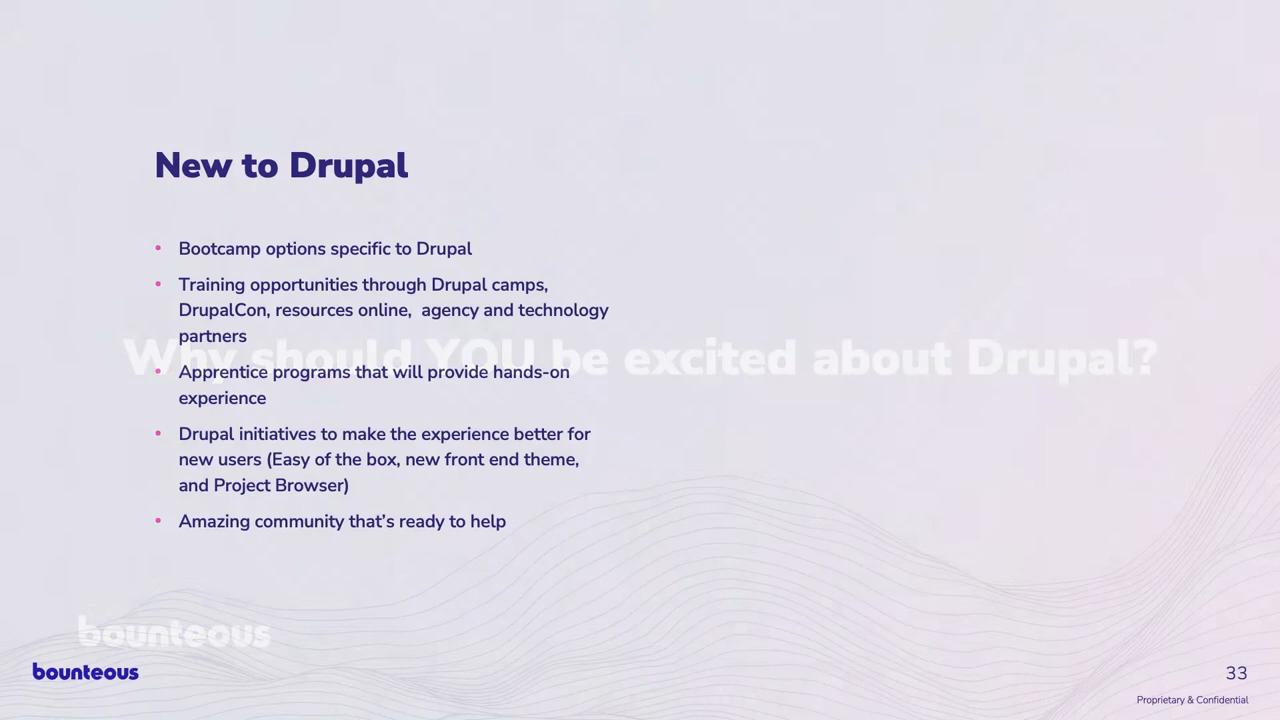 New to Drupal
• Bootcamp options specific to Drupal
• Training opportunities through Drupal camps,
DrupalCon, resources online,  agency and technology
partners
Why should YOU be excited about Drupal?
• Apprentice programs that will provide hands-on
experience
• Drupal initiatives to make the experience better for
new users (Easy of the box, new front end theme,
and Project Browser)
• Amazing community that's ready to help
bounteous
bounteous
33
Proprietary & Confidential